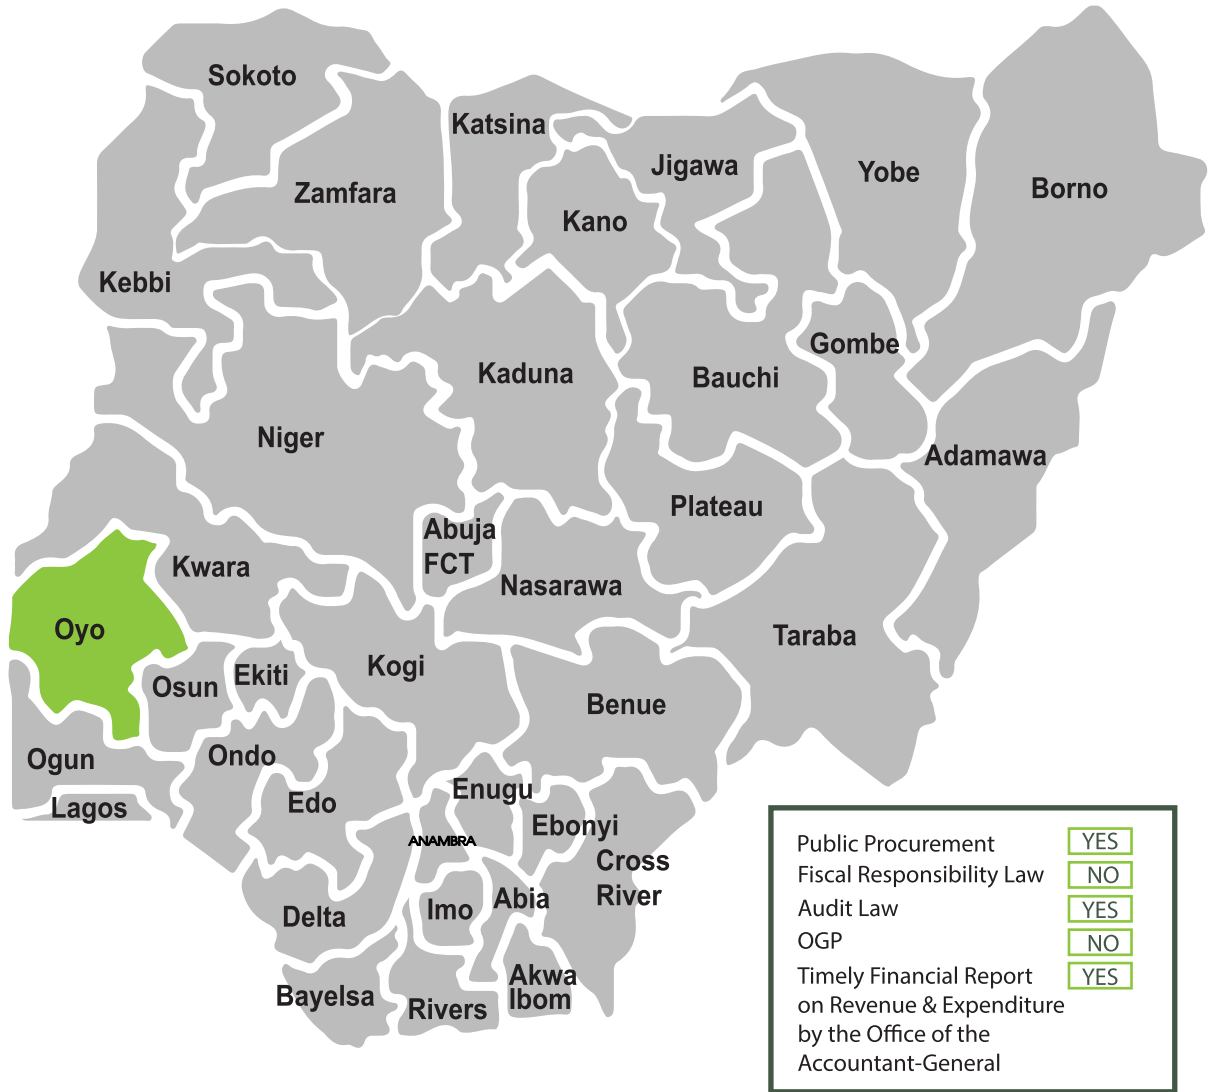 Sokoto
Katsina
Jigawa
Yobe
Borno
Zamfara
Kano
Kebbi
Gombe
Kaduna
Bauchi
Niger
Adamawa
Plateau
Abuja
FCT
Kwara
Nasarawa
Oyo
Taraba
Kogi
Ekiti
Osun
Benue
Ogun
Ondo
Enugu
Edo
Lagos
Ebonyi
ANAMBRA
Cross
River
Abia
Imo
Delta
Akwa
Ibom
Bayelsa
Rivers
Public Procurement YES
Fiscal Responsibility Law NO
Audit Law YES
OGP NO
Timely Financial Report YES
on Revenue & Expenditure
by the Office of the
Accountant-General